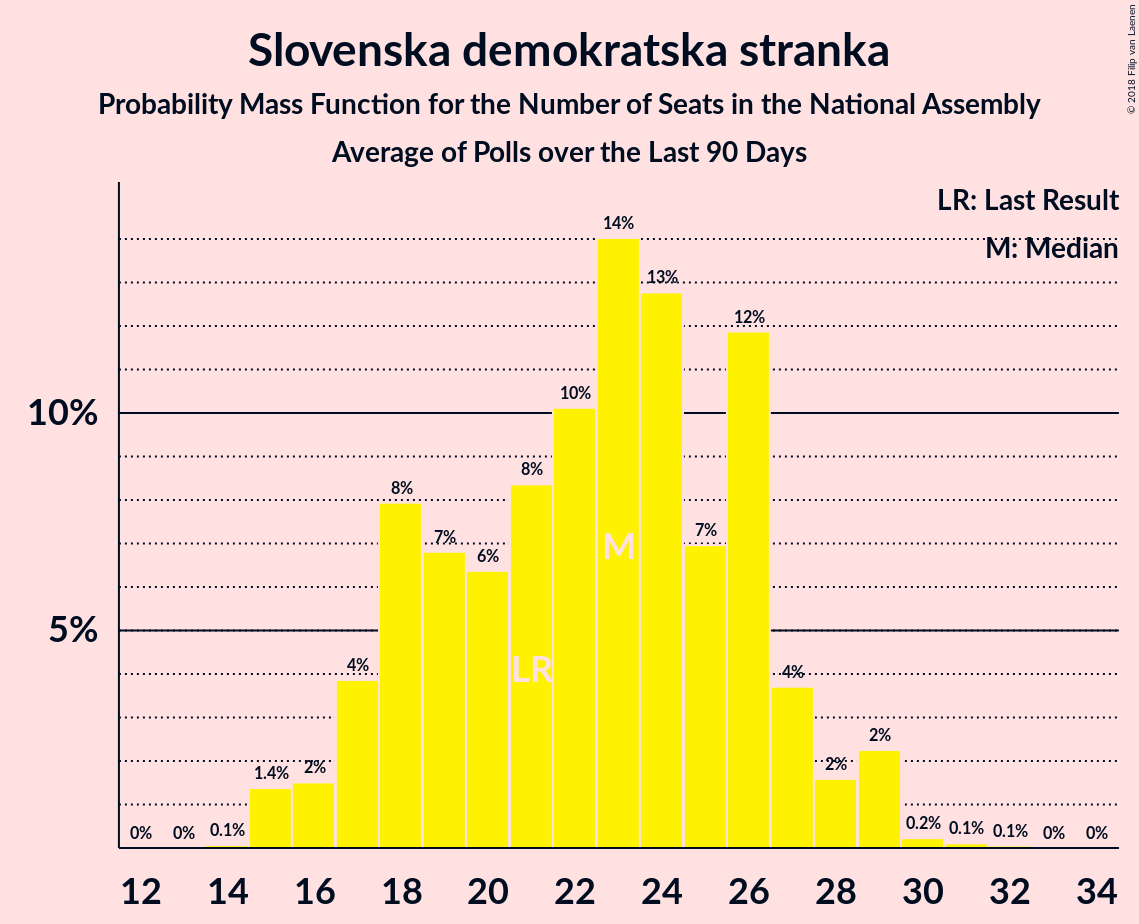 Slovenska demokratska stranka
Probability Mass Function for the Number of Seats in the National Assembly
Average of Polls over the Last 90 Days
© 2018 Filip van Laenen
LR: Last Result
M: Median
10%
5%
0%
0%
0.1%
1.4%
2%
4%
8%
7%
6%
8%
10%
14%
13%
7%
12%
4%
2%
2%
0.2%
0.1%
0.1%
0%
0%
LR
M
12 14 16 18 20 22 24 26 28 30 32 34